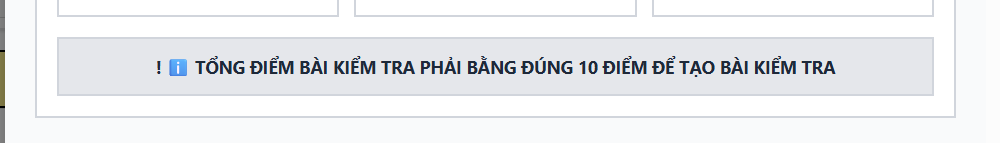 ! ℹ️ TỔNG ĐIỂM BÀI KIỂM TRA PHẢI BẰNG ĐÚNG 10 ĐIỂM ĐỂ TẠO BÀI KIỂM TRA